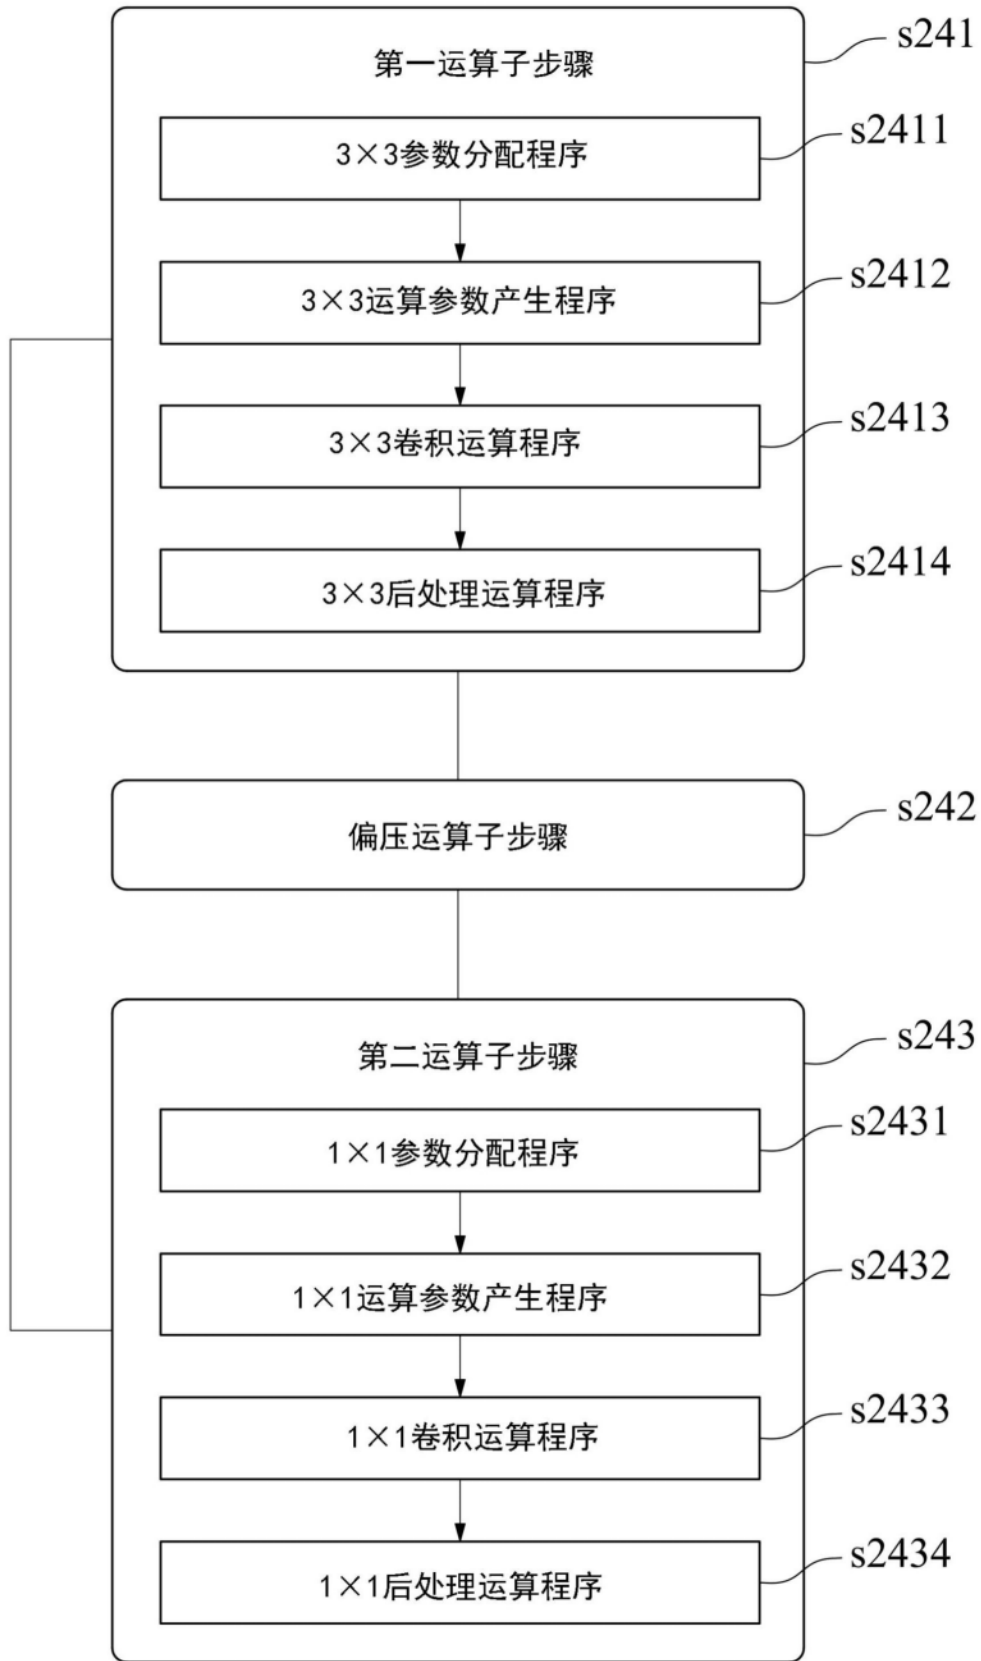 s241
第一运算子步骤
3×3参数分配程序
s2411
3×3运算参数产生程序
s2412
3×3卷积运算程序
s2413
3×3后处理运算程序
s2414
偏压运算子步骤
s242
第二运算子步骤
s243
1×1参数分配程序
s2431
1×1运算参数产生程序
s2432
1×1卷积运算程序
s2433
1×1后处理运算程序
s2434